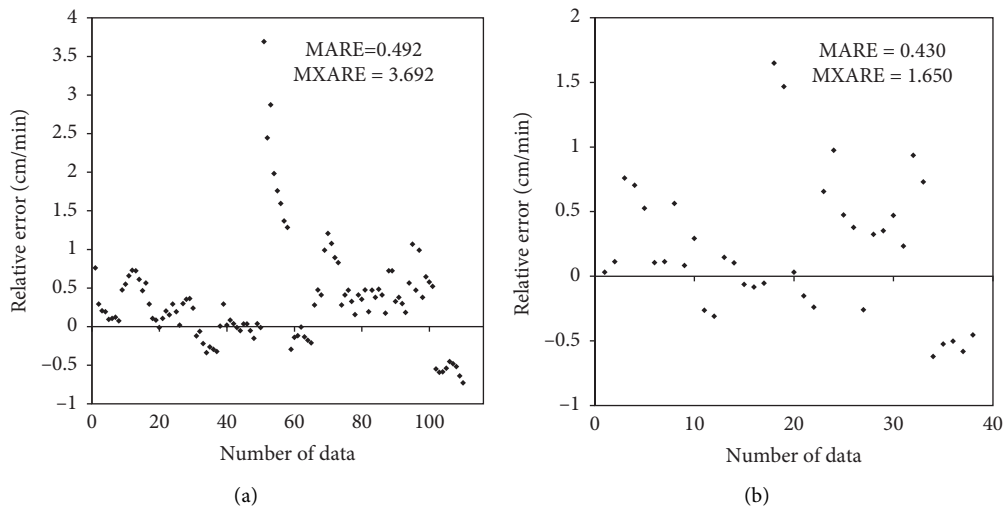 4
3.5
3
2.5
2
1.5
1
0.5
0
−0.5
−1
0 20 40 60 80 100
Relative error (cm/min)
Number of data
MARE=0.492
MXARE = 3.692
(a)
2
1.5
1
0.5
0
−0.5
−1
0 10 20 30 40
Relative error (cm/min)
Number of data
MARE = 0.430
MXARE = 1.650
(b)